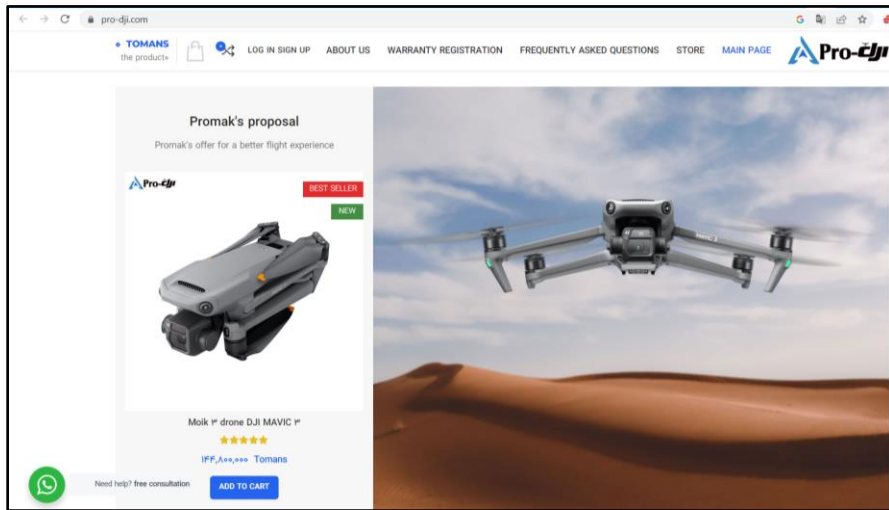 pro-dji.com
TOMANS
the product»
LOG IN SIGN UP
ABOUT US
WARRANTY REGISTRATION
FREQUENTLY ASKED QUESTIONS
STORE
MAIN PAGE
Pro-dji
Promak's proposal
Promak's offer for a better flight experience
Pro-dji
BEST SELLER
NEW
Moik ۳ drone DJI MAVIC ۳
۱۴۴,۸۰۰,۰۰۰ Tomans
Need help? free consultation
ADD TO CART